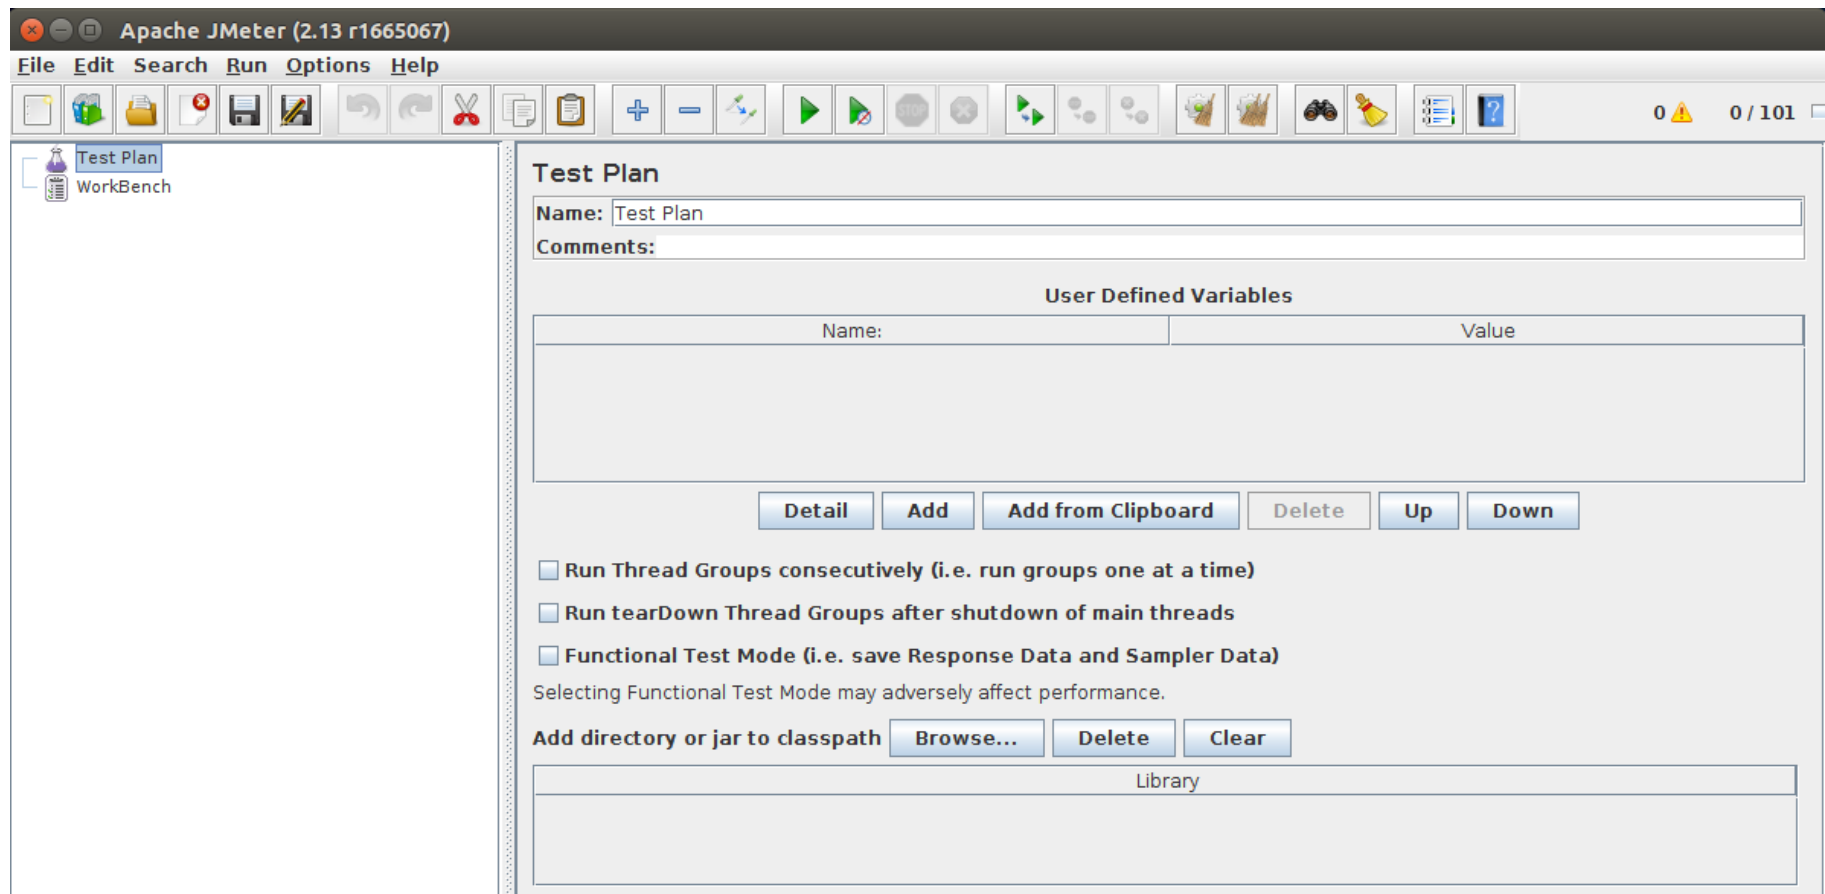 Apache JMeter (2.13 r1665067)
File Edit Search Run Options Help
STOP ? 0 0 / 101
Test Plan
WorkBench
Test Plan
Name: Test Plan
Comments:
User Defined Variables
Name: Value
Detail Add Add from Clipboard Delete Up Down
Run Thread Groups consecutively (i.e. run groups one at a time)
Run tearDown Thread Groups after shutdown of main threads
Functional Test Mode (i.e. save Response Data and Sampler Data)
Selecting Functional Test Mode may adversely affect performance.
Add directory or jar to classpath Browse... Delete Clear
Library